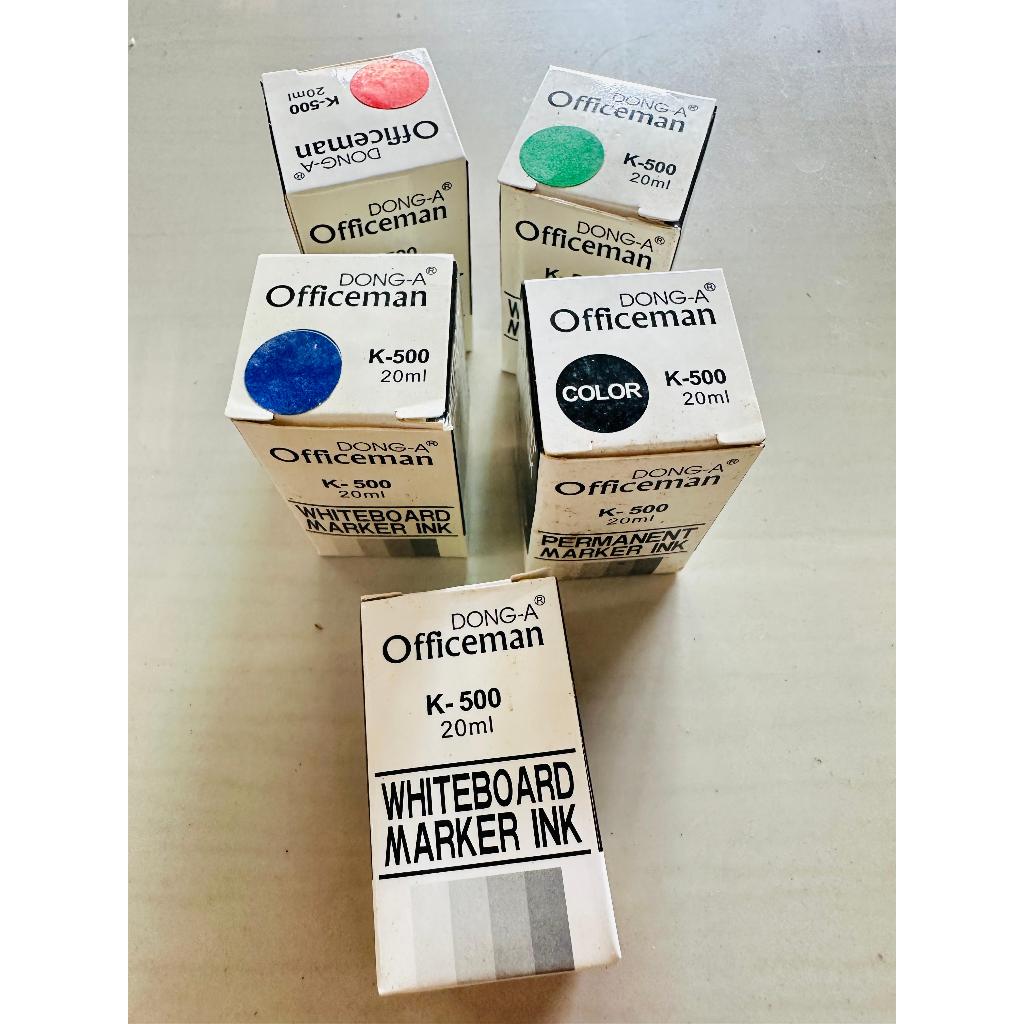 K-500
20ml
DONG-A®
Officeman
DONG-A®
Officeman
DONG-A®
Officeman
K-500
20ml
DONG-A®
Officeman
DONG-A®
Officeman
K-500
20ml
DONG-A®
Officeman
K- 500
20ml
WHITEBOARD
MARKER INK
DONG-A®
Officeman
COLOR
K-500
20ml
DONG-A®
Officeman
K- 500
20ml
PERMANENT
MARKER INK
DONG-A®
Officeman
K- 500
20ml
WHITEBOARD
MARKER INK